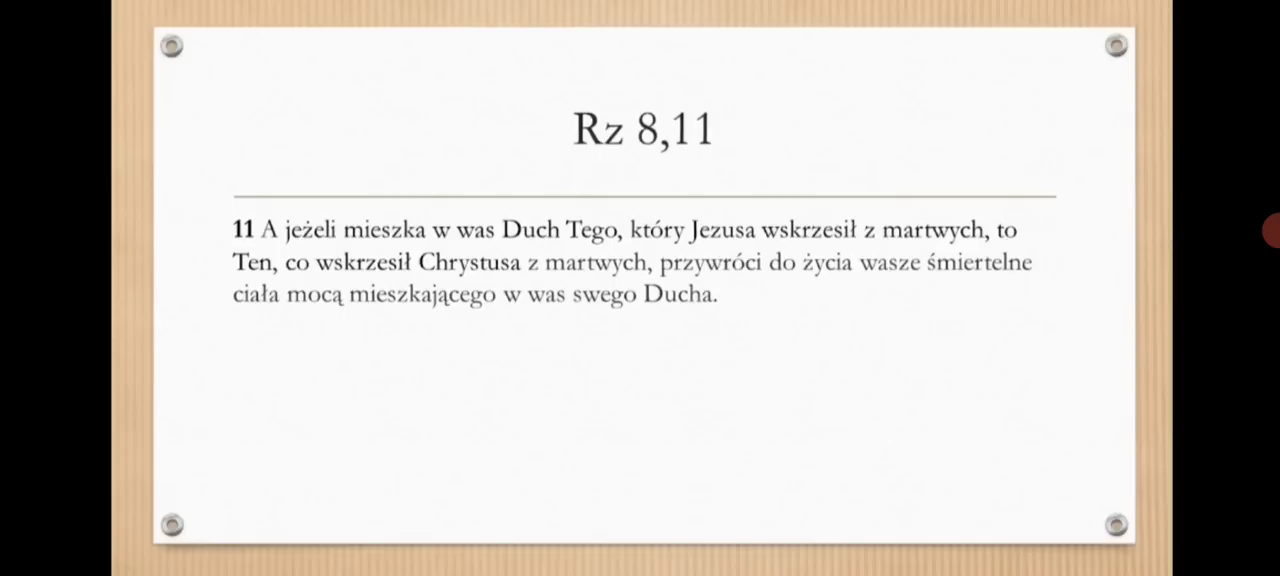 Rz 8,11
11 A jeżeli mieszka w was Duch Tego, który Jezusa wskrzesił z martwych, to
Ten, co wskrzesił Chrystusa z martwych, przywróci do życia wasze śmiertelne
ciała mocą mieszkającego w was swego Ducha.